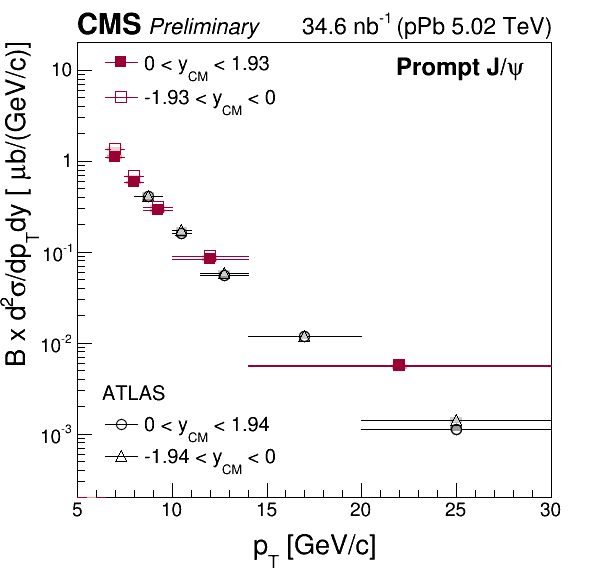 CMS Preliminary 34.6 nb⁻¹ (pPb 5.02 TeV)
0 < y_CM < 1.93
-1.93 < y_CM < 0
Prompt J/ψ
B x d²σ/dp_Tdy [ μb/(GeV/c)]
10
1
10⁻¹
10⁻²
10⁻³
ATLAS
0 < y_CM < 1.94
-1.94 < y_CM < 0
5 10 15 20 25 30
p_T [GeV/c]